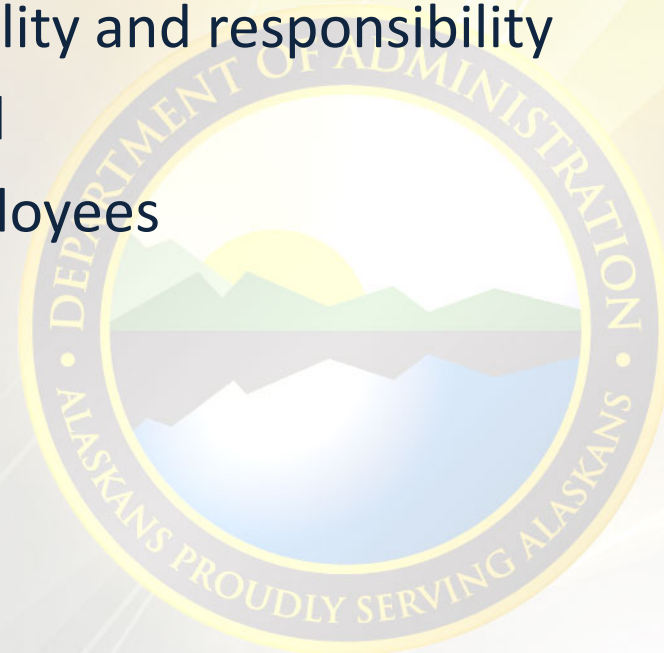 lity and responsibility
loyees
DEPARTMENT OF ADMINISTRATION
ALASKANS PROUDLY SERVING ALASKANS